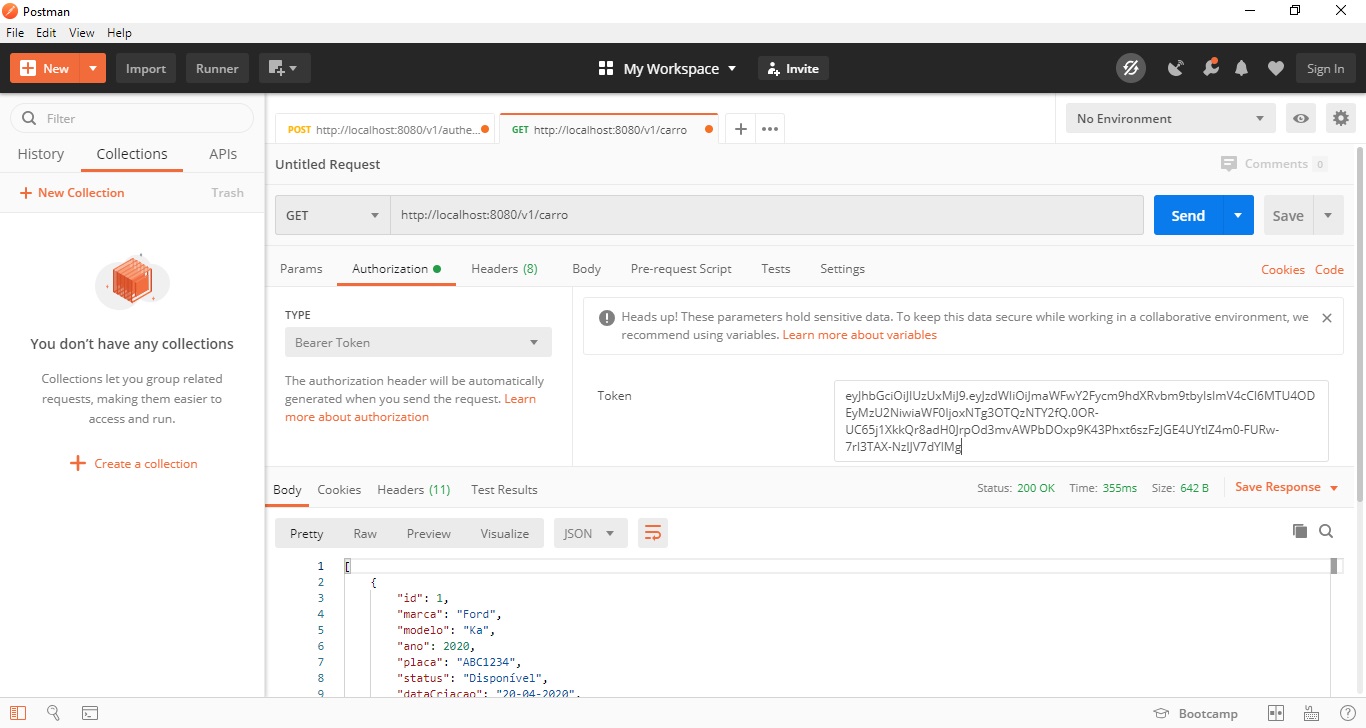 Postman
File Edit View Help
New
Import
Runner
My Workspace
Invite
Sign In
Filter
History Collections APIs
New Collection Trash
You don't have any collections
Collections let you group related
requests, making them easier to
access and run.
Create a collection
POST http://localhost:8080/v1/authe...
GET http://localhost:8080/v1/carro
No Environment
Untitled Request
Comments 0
GET http://localhost:8080/v1/carro
Send Save
Params Authorization Headers (8) Body Pre-request Script Tests Settings
Cookies Code
TYPE
Bearer Token
The authorization header will be automatically
generated when you send the request. Learn
more about authorization
Heads up! These parameters hold sensitive data. To keep this data secure while working in a collaborative environment, we
recommend using variables. Learn more about variables
Token
Body Cookies Headers (11) Test Results
Status: 200 OK Time: 355ms Size: 642 B Save Response
Pretty Raw Preview Visualize JSON
1 [
2 {
3 "id": 1,
4 "marca": "Ford",
5 "modelo": "Ka",
6 "ano": 2020,
7 "placa": "ABC1234",
8 "status": "Disponível",
9 "dataCriacao": "20-04-2020",
Bootcamp